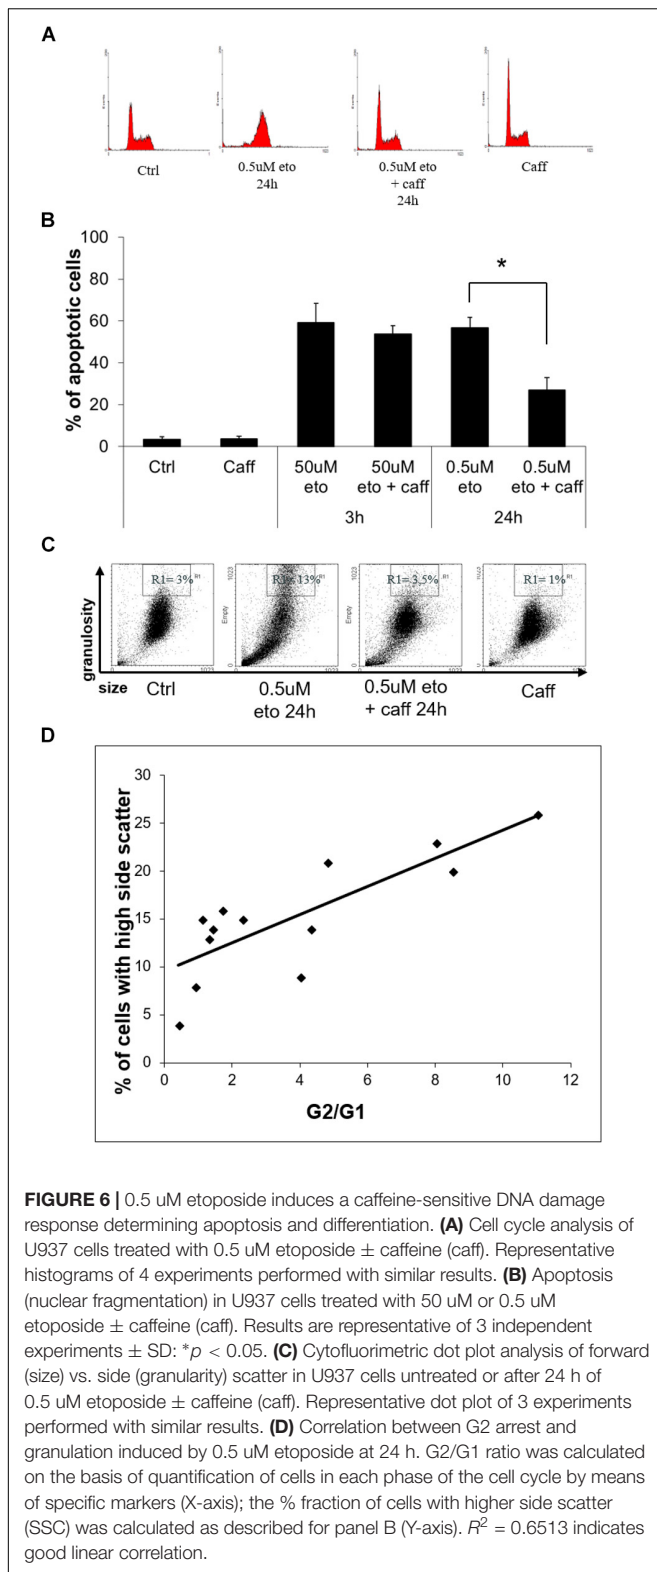 A
Ctrl
0.5uM eto
24h
0.5uM eto
+ caff
24h
Caff
B
% of apoptotic cells
100
80
60
40
20
0
*
Ctrl
Caff
50uM
eto
50uM
eto + caff
0.5uM
eto
0.5uM
eto + caff
3h
24h
C
granulosity
size
R1= 3%
R1
1023
Ctrl
1023
Empty
0
13%
R1
0.5uM
eto 24h
1023
Empty
0
R1= 3.5%
R1
1023
0.5uM eto
+ caff 24h
1023
R1= 1%
R1
Caff
D
% of cells with high side scatter
30
25
20
15
10
5
0
0 2 4 6 8 10 12
G2/G1
FIGURE 6 | 0.5 uM etoposide induces a caffeine-sensitive DNA damage
response determining apoptosis and differentiation. (A) Cell cycle analysis of
U937 cells treated with 0.5 uM etoposide ± caffeine (caff). Representative
histograms of 4 experiments performed with similar results. (B) Apoptosis
(nuclear fragmentation) in U937 cells treated with 50 uM or 0.5 uM
etoposide ± caffeine (caff). Results are representative of 3 independent
experiments ± SD: *p < 0.05. (C) Cytofluorimetric dot plot analysis of forward
(size) vs. side (granularity) scatter in U937 cells untreated or after 24 h of
0.5 uM etoposide ± caffeine (caff). Representative dot plot of 3 experiments
performed with similar results. (D) Correlation between G2 arrest and
granulation induced by 0.5 uM etoposide at 24 h. G2/G1 ratio was calculated
on the basis of quantification of cells in each phase of the cell cycle by means
of specific markers (X-axis); the % fraction of cells with higher side scatter
(SSC) was calculated as described for panel B (Y-axis). R² = 0.6513 indicates
good linear correlation.